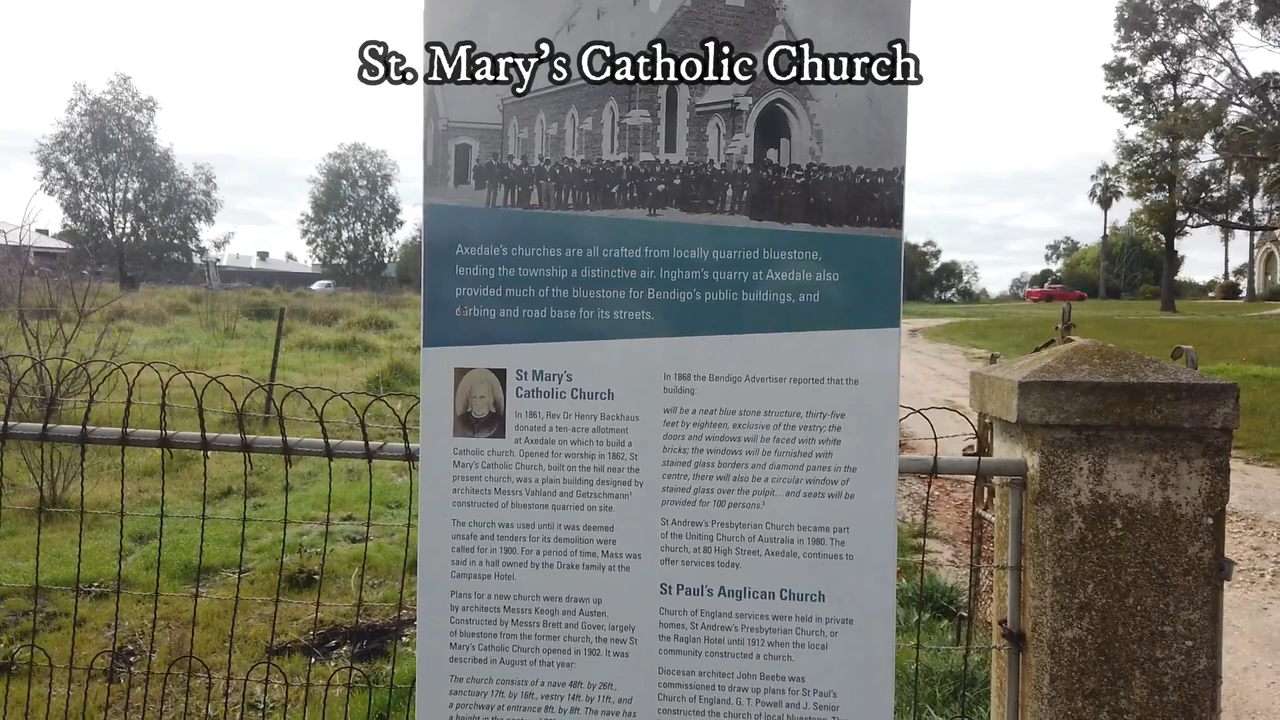 St. Mary's Catholic Church
Axedale's churches are all crafted from locally quarried bluestone,
lending the township a distinctive air. Ingham's quarry at Axedale also
provided much of the bluestone for Bendigo's public buildings, and
curbing and road base for its streets.
St Mary's
Catholic Church
In 1861, Rev Dr Henry Backhaus
donated a ten-acre allotment
at Axedale on which to build a
Catholic church. Opened for worship in 1862, St
Mary's Catholic Church, built on the hill near the
present church, was a plain building designed by
architects Messrs Vahland and Getzschmann¹
constructed of bluestone quarried on site.
The church was used until it was deemed
unsafe and tenders for its demolition were
called for in 1900. For a period of time, Mass was
said in a hall owned by the Drake family at the
Campaspe Hotel.
Plans for a new church were drawn up
by architects Messrs Keogh and Austen.
Constructed by Messrs Brett and Gover, largely
of bluestone from the former church, the new St
Mary's Catholic Church opened in 1902. It was
described in August of that year:
The church consists of a nave 48ft. by 26ft.,
sanctuary 17ft. by 16ft., vestry 14ft. by 11ft., and
a porchway at entrance 8ft. by 8ft. The nave has
a height in the
In 1868 the Bendigo Advertiser reported that the
building:
will be a neat blue stone structure, thirty-five
feet by eighteen, exclusive of the vestry; the
doors and windows will be faced with white
bricks; the windows will be furnished with
stained glass borders and diamond panes in the
centre, there will also be a circular window of
stained glass over the pulpit... and seats will be
provided for 100 persons.³
St Andrew's Presbyterian Church became part
of the Uniting Church of Australia in 1980. The
church, at 80 High Street, Axedale, continues to
offer services today.
St Paul's Anglican Church
Church of England services were held in private
homes, St Andrew's Presbyterian Church, or
the Raglan Hotel until 1912 when the local
community constructed a church.
Diocesan architect John Beebe was
commissioned to draw up plans for St Paul's
Church of England. G. T. Powell and J. Senior
constructed the church of local bluestone. The